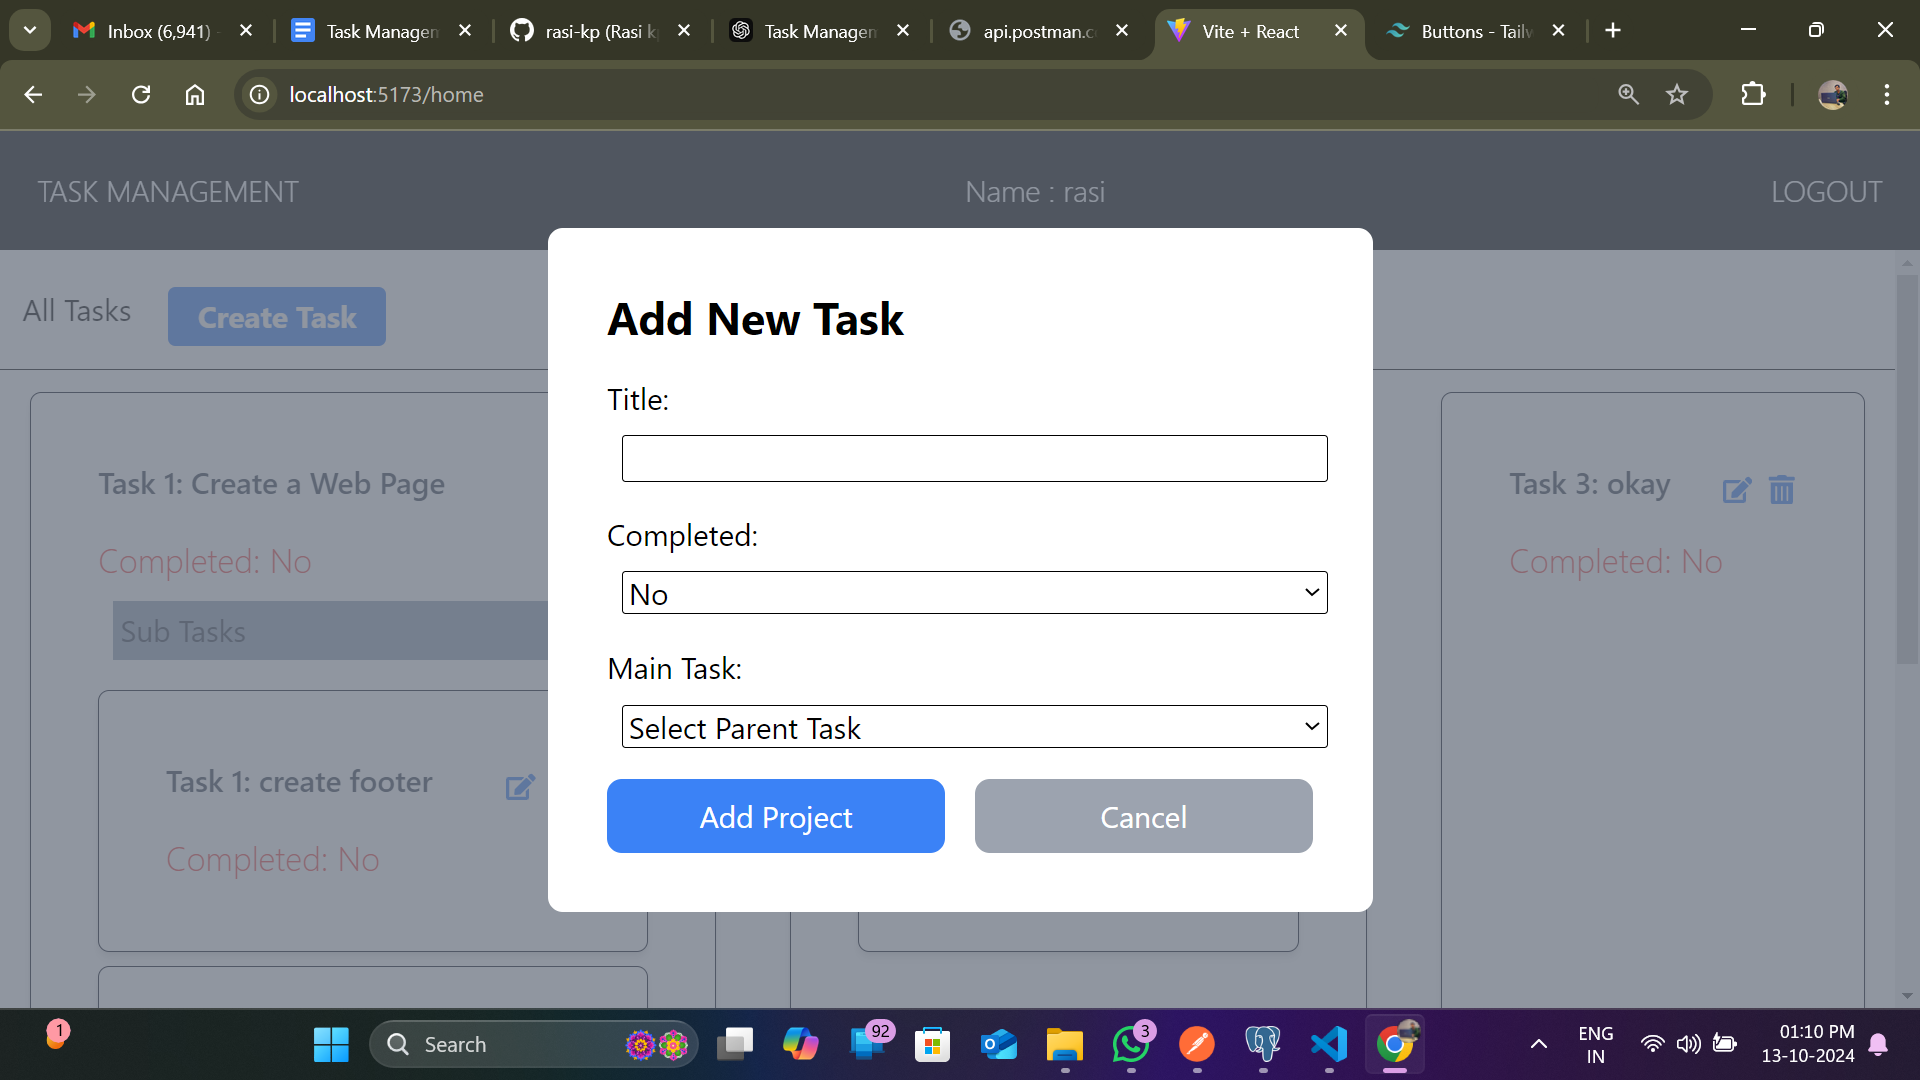 Inbox (6,941)
Task Managem
rasi-kp (Rasi k
Task Managem
api.postman.c
Vite + React
Buttons - Tailw
localhost:5173/home
TASK MANAGEMENT
Name : rasi
LOGOUT
All Tasks
Create Task
Add New Task
Title:
Completed:
No
Main Task:
Select Parent Task
Add Project
Cancel
Task 1: Create a Web Page
Completed: No
Sub Tasks
Task 1: create footer
Completed: No
Task 3: okay
Completed: No
1
Search
92
3
ENG
IN
01:10 PM
13-10-2024